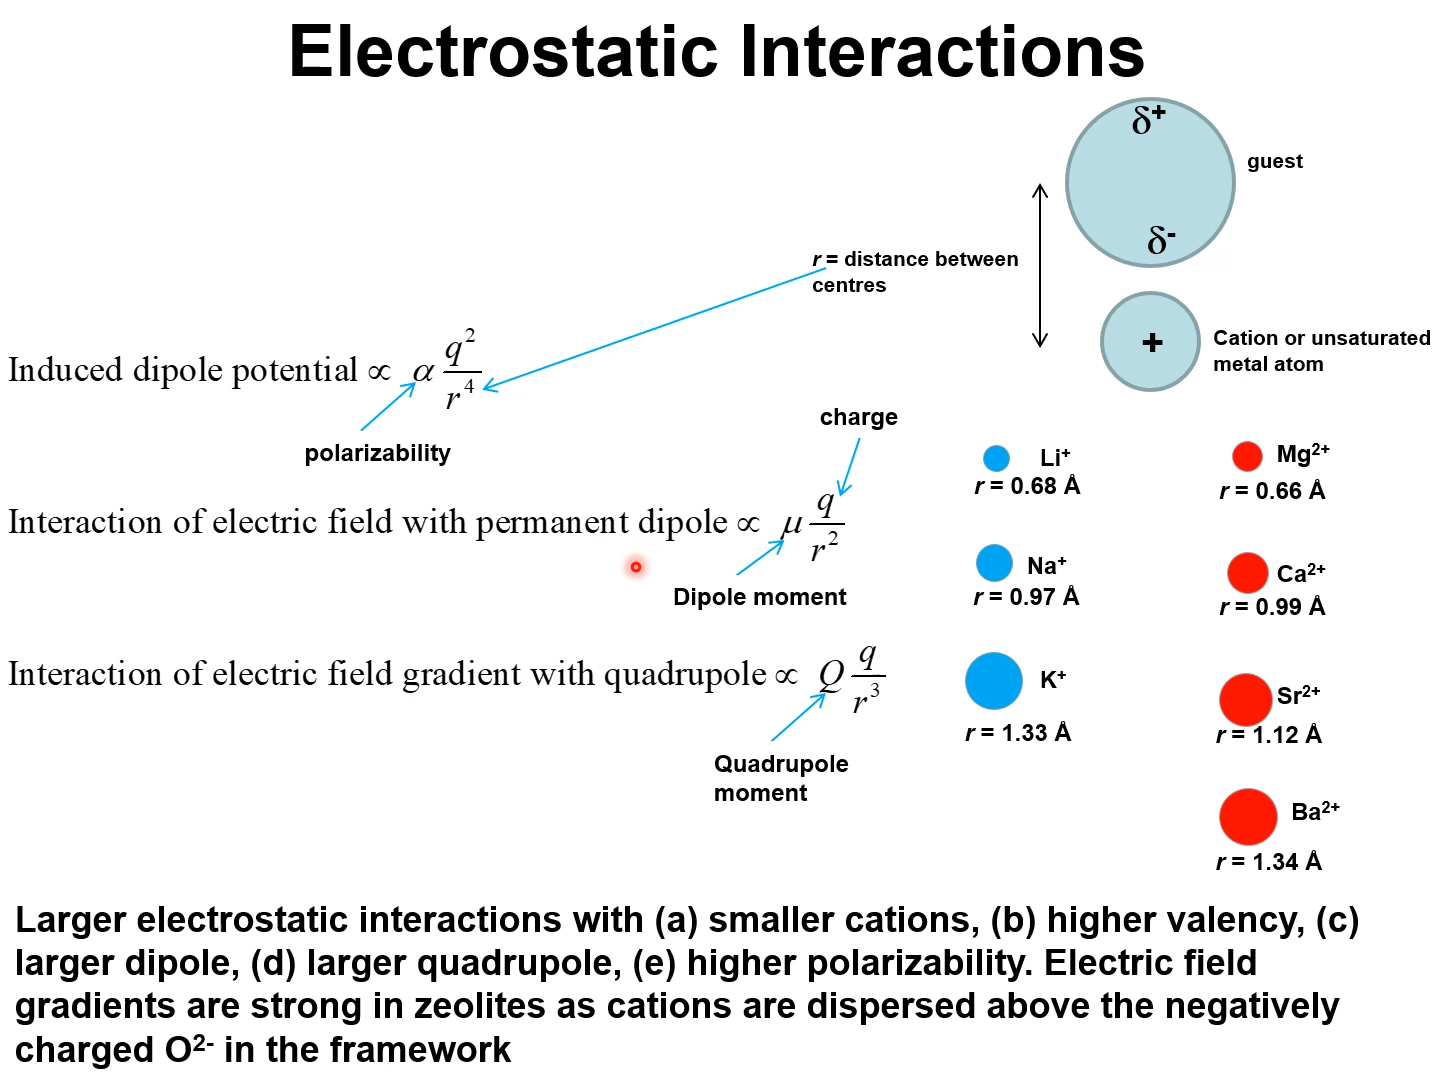 Electrostatic Interactions
δ+
guest
δ-
r = distance between
centres
+
Cation or unsaturated
metal atom
Induced dipole potential ∝ α q²/r⁴
polarizability
charge
Interaction of electric field with permanent dipole ∝ μ q/r²
Dipole moment
Interaction of electric field gradient with quadrupole ∝ Q q/r³
Quadrupole
moment
Li⁺
r = 0.68 Å
Mg²⁺
r = 0.66 Å
Na⁺
r = 0.97 Å
Ca²⁺
r = 0.99 Å
K⁺
r = 1.33 Å
Sr²⁺
r = 1.12 Å
Ba²⁺
r = 1.34 Å
Larger electrostatic interactions with (a) smaller cations, (b) higher valency, (c)
larger dipole, (d) larger quadrupole, (e) higher polarizability. Electric field
gradients are strong in zeolites as cations are dispersed above the negatively
charged O²⁻ in the framework